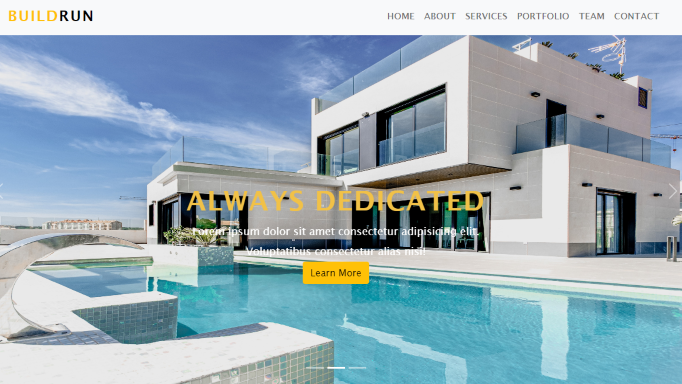 BUILDRUN
HOME ABOUT SERVICES PORTFOLIO TEAM CONTACT
ALWAYS DEDICATED
Lorem ipsum dolor sit amet consectetur adipisicing elit.
Voluptatibus consectetur alias nisi!
Learn More